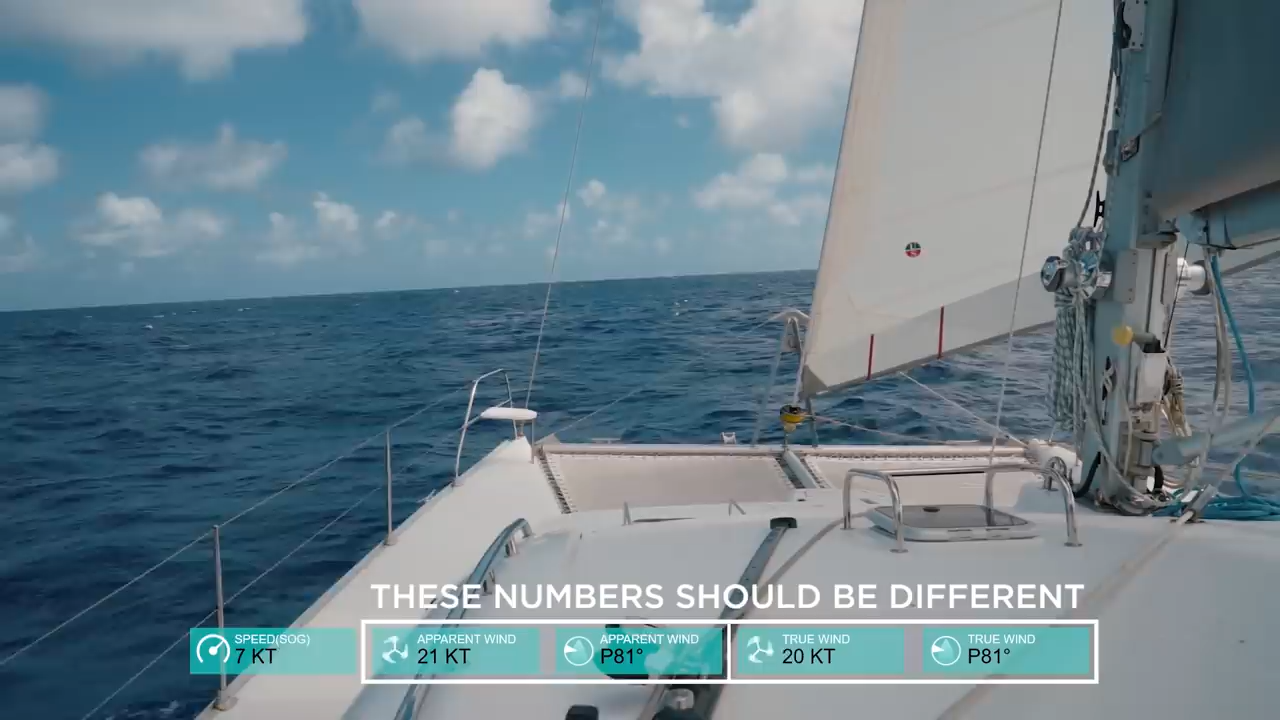 THESE NUMBERS SHOULD BE DIFFERENT
SPEED(SOG)
7 KT
APPARENT WIND
21 KT
APPARENT WIND
P81°
TRUE WIND
20 KT
TRUE WIND
P81°